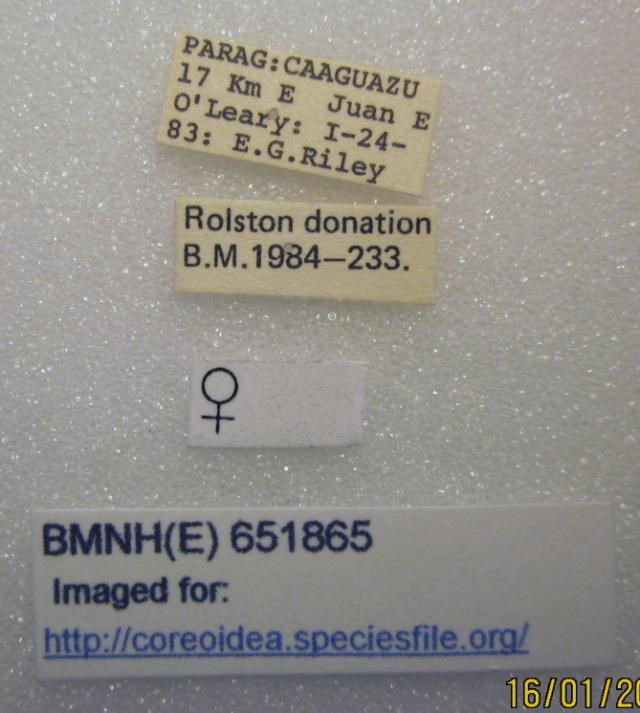 PARAG:CAAGUAZU
17 Km E Juan E
O'Leary: I-24-
83: E.G.Riley
Rolston donation
B.M.1984—233.
♀
BMNH(E) 651865
Imaged for:
http://coreoidea.speciesfile.org/
16/01/20